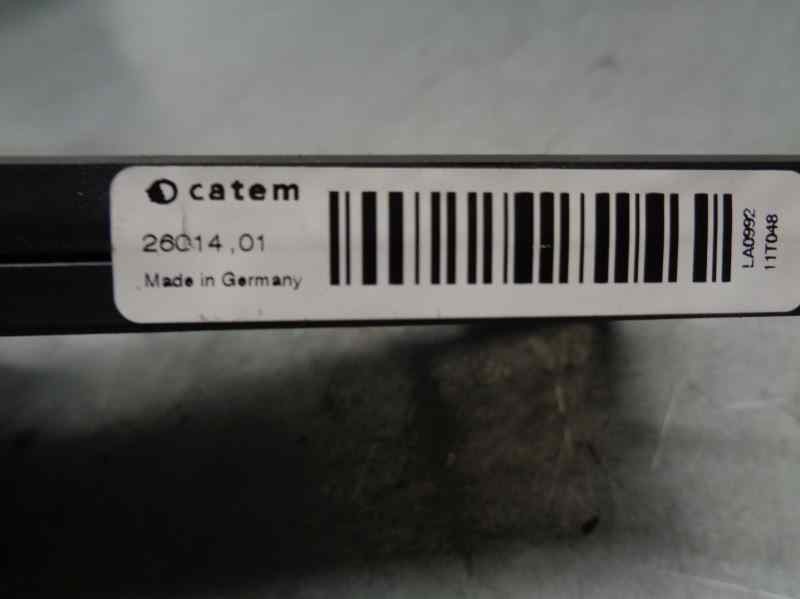 catem
26014,01
Made in Germany
LA0992
11T048